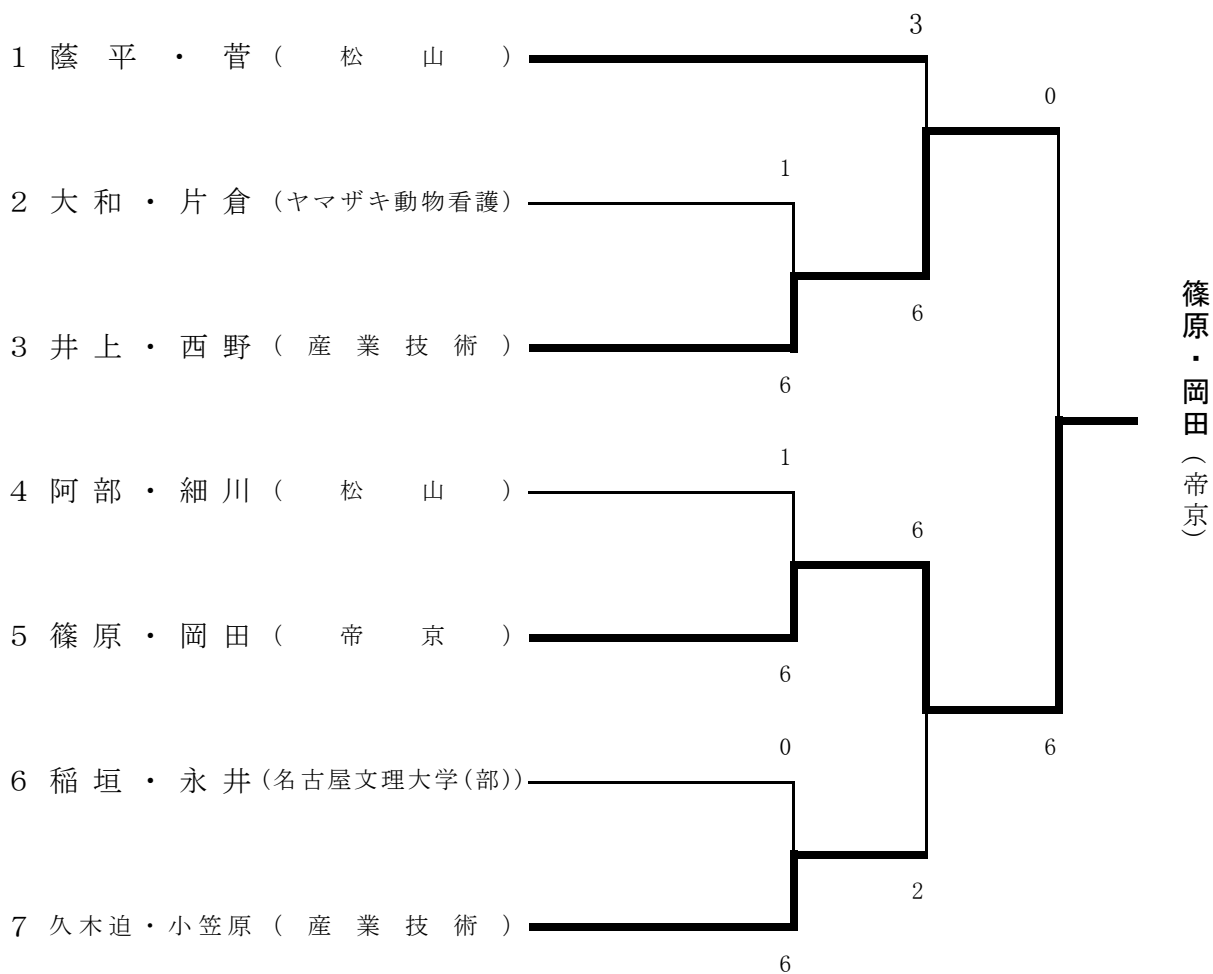 3
1 蔭平・菅(松山)
0
1
2 大和・片倉(ヤマザキ動物看護)
6
3 井上・西野(産業技術)
6
篠原・岡田(帝京)
1
4 阿部・細川(松山)
6
5 篠原・岡田(帝京)
6
0
6
6 稲垣・永井(名古屋文理大学(部))
2
7 久木迫・小笠原(産業技術)
6